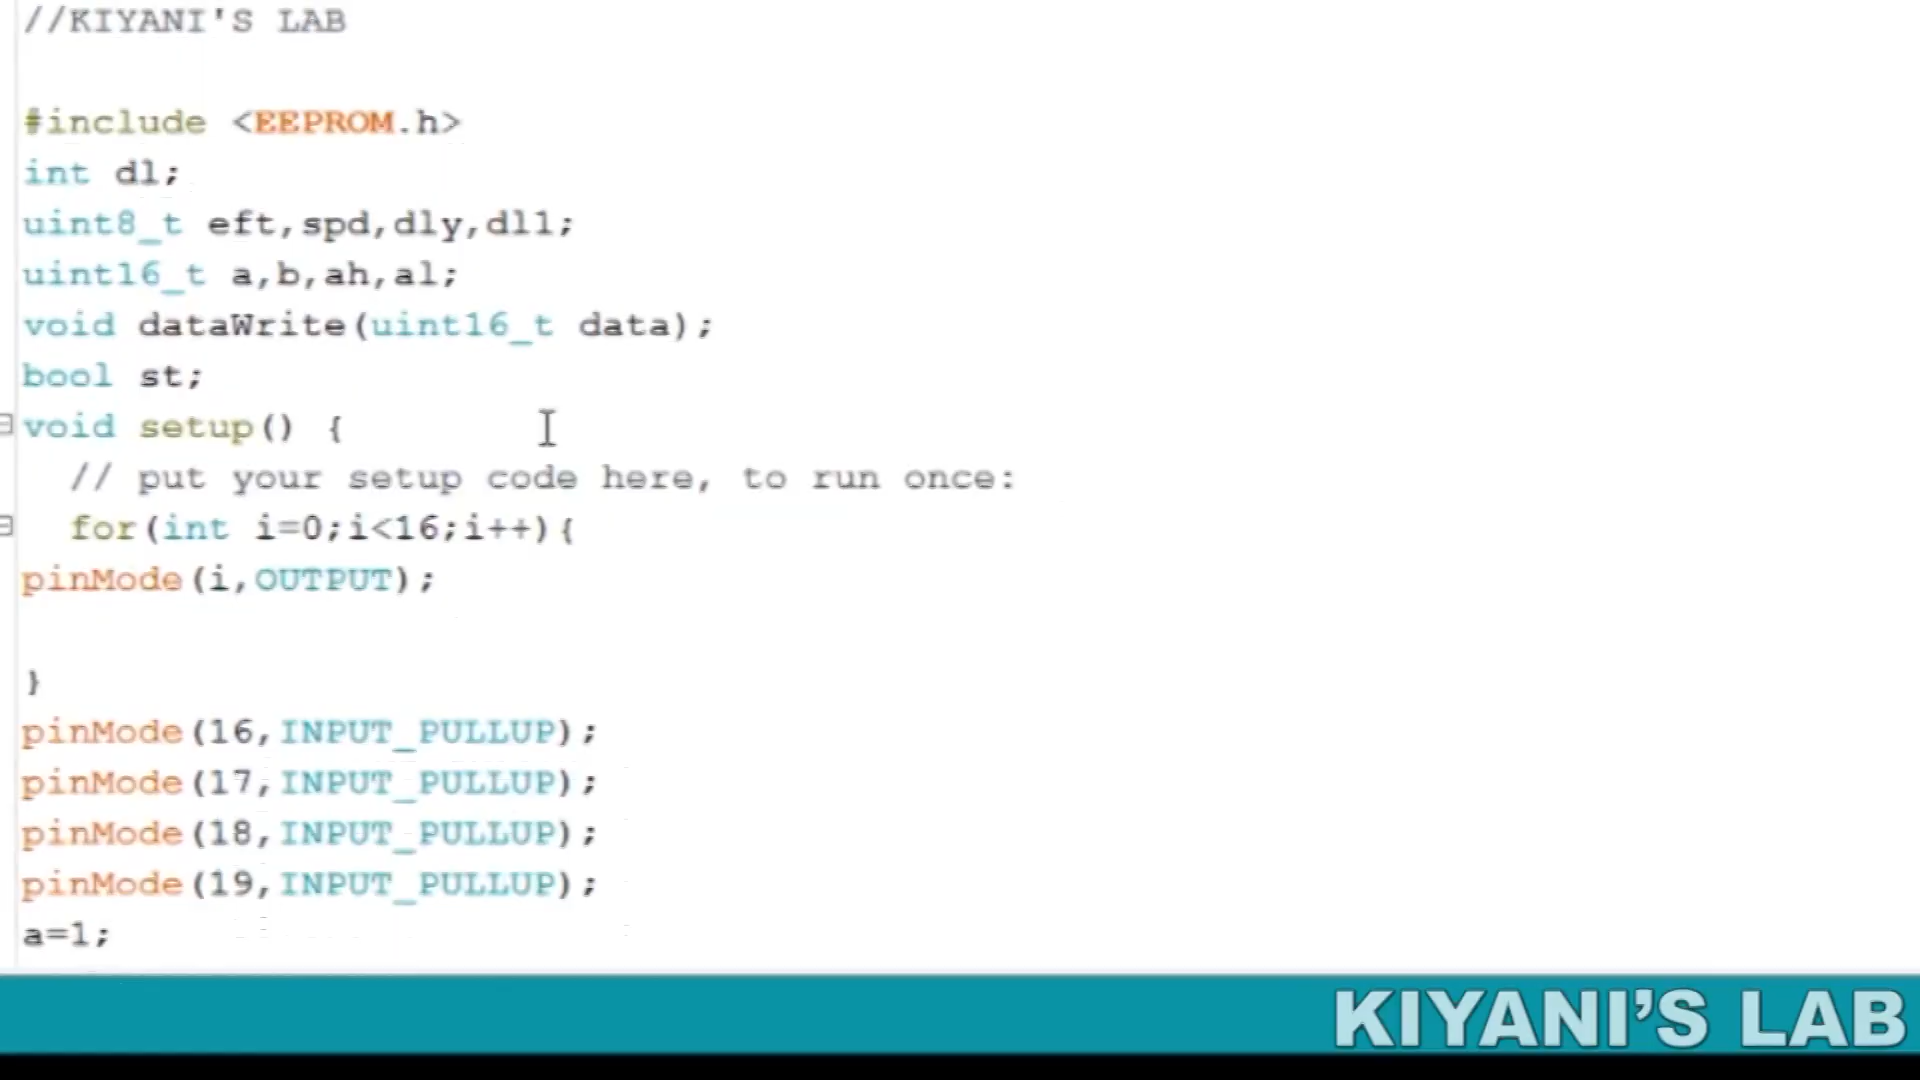 //KIYANI'S LAB
#include <EEPROM.h>
int dl;
uint8_t eft,spd,dly,dl1;
uint16_t a,b,ah,al;
void dataWrite(uint16_t data);
bool st;
void setup() {
// put your setup code here, to run once:
for(int i=0;i<16;i++){
pinMode(i,OUTPUT);
}
pinMode(16,INPUT_PULLUP);
pinMode(17,INPUT_PULLUP);
pinMode(18,INPUT_PULLUP);
pinMode(19,INPUT_PULLUP);
a=1;
KIYANI'S LAB